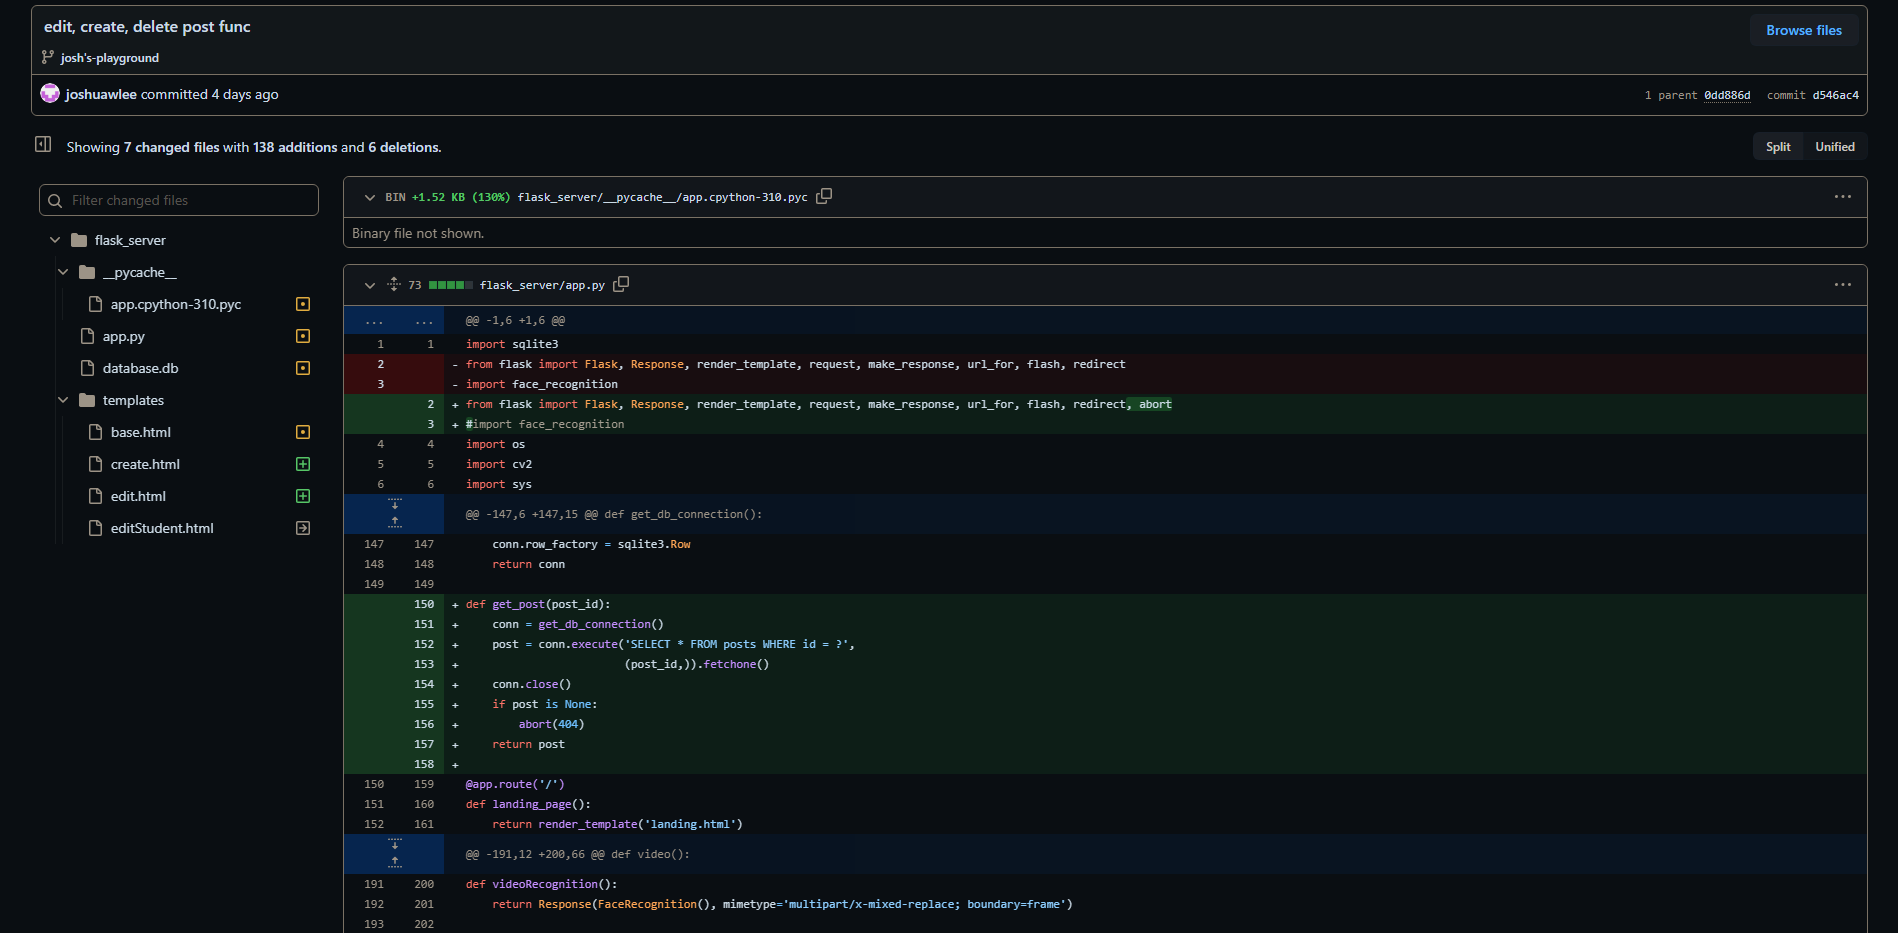 edit, create, delete post func
Browse files
josh's-playground
joshuawlee committed 4 days ago
1 parent 0dd886d commit d546ac4
Showing 7 changed files with 138 additions and 6 deletions.
Split Unified
Filter changed files
flask_server
__pycache__
app.cpython-310.pyc
app.py
database.db
templates
base.html
create.html
edit.html
editStudent.html
BIN +1.52 KB (130%) flask_server/__pycache__/app.cpython-310.pyc
Binary file not shown.
73 flask_server/app.py
... ... @@ -1,6 +1,6 @@
1 1 import sqlite3
2 - from flask import Flask, Response, render_template, request, make_response, url_for, flash, redirect
3 - import face_recognition
2 + from flask import Flask, Response, render_template, request, make_response, url_for, flash, redirect, abort
3 + #import face_recognition
4 4 import os
5 5 import cv2
6 6 import sys
@@ -147,6 +147,15 @@ def get_db_connection():
147 147 conn.row_factory = sqlite3.Row
148 148 return conn
149 149
150 + def get_post(post_id):
151 + conn = get_db_connection()
152 + post = conn.execute('SELECT * FROM posts WHERE id = ?',
153 + (post_id,)).fetchone()
154 + conn.close()
155 + if post is None:
156 + abort(404)
157 + return post
158 +
150 159 @app.route('/')
151 160 def landing_page():
152 161 return render_template('landing.html')
@@ -191,12 +200,66 @@ def video():
191 200 def videoRecognition():
192 201 return Response(FaceRecognition(), mimetype='multipart/x-mixed-replace; boundary=frame')
193 202